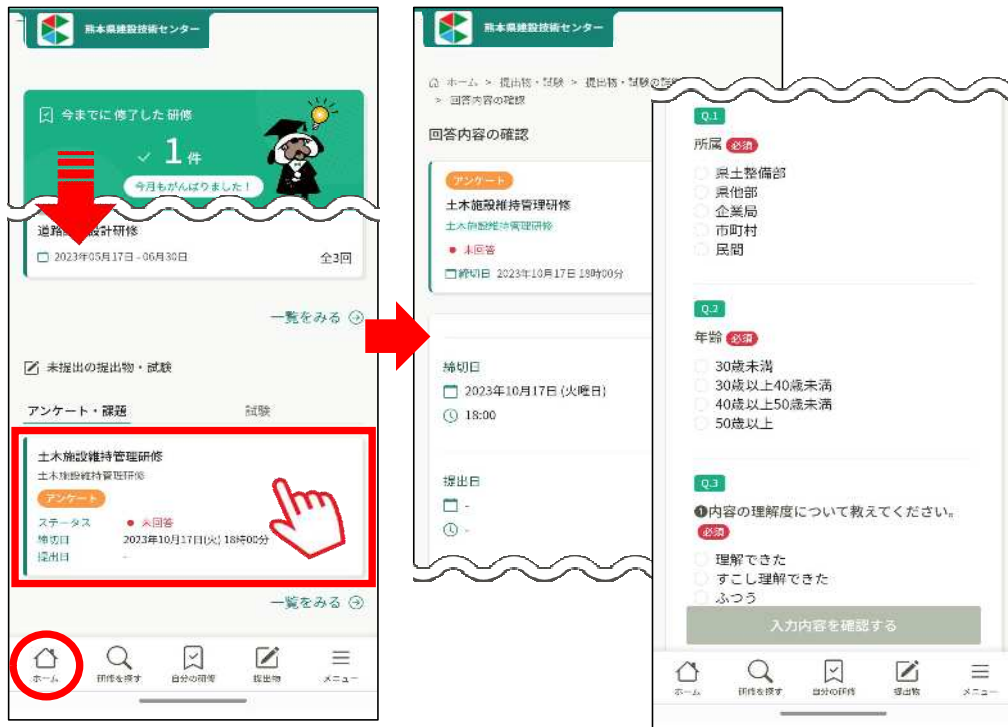 熊本県建設技術センター
今までに修了した研修
1 件
今月もがんばりました！
道路 設計研修
2023年05月17日 - 06月30日
全3回
一覧をみる
未提出の提出物・試験
アンケート・課題
試験
土木施設維持管理研修
土木施設維持管理研修
アンケート
ステータス
未回答
締切日
2023年10月17日(火) 18時00分
提出日
-
一覧をみる
ホーム
研修を探す
自分の研修
提出物
メニュー
熊本県建設技術センター
ホーム > 提出物・試験 > 提出物・試験の詳細
> 回答内容の確認
回答内容の確認
アンケート
土木施設維持管理研修
土木施設維持管理研修
未回答
締切日 2023年10月17日 18時00分
締切日
2023年10月17日 (火曜日)
18:00
提出日
-
-
Q.1
所属 必須
県土整備部
県他部
企業局
市町村
民間
Q.2
年齢 必須
30歳未満
30歳以上40歳未満
40歳以上50歳未満
50歳以上
Q.3
❶内容の理解度について教えてください。
必須
理解できた
すこし理解できた
ふつう
入力内容を確認する
ホーム
研修を探す
自分の研修
提出物
メニュー